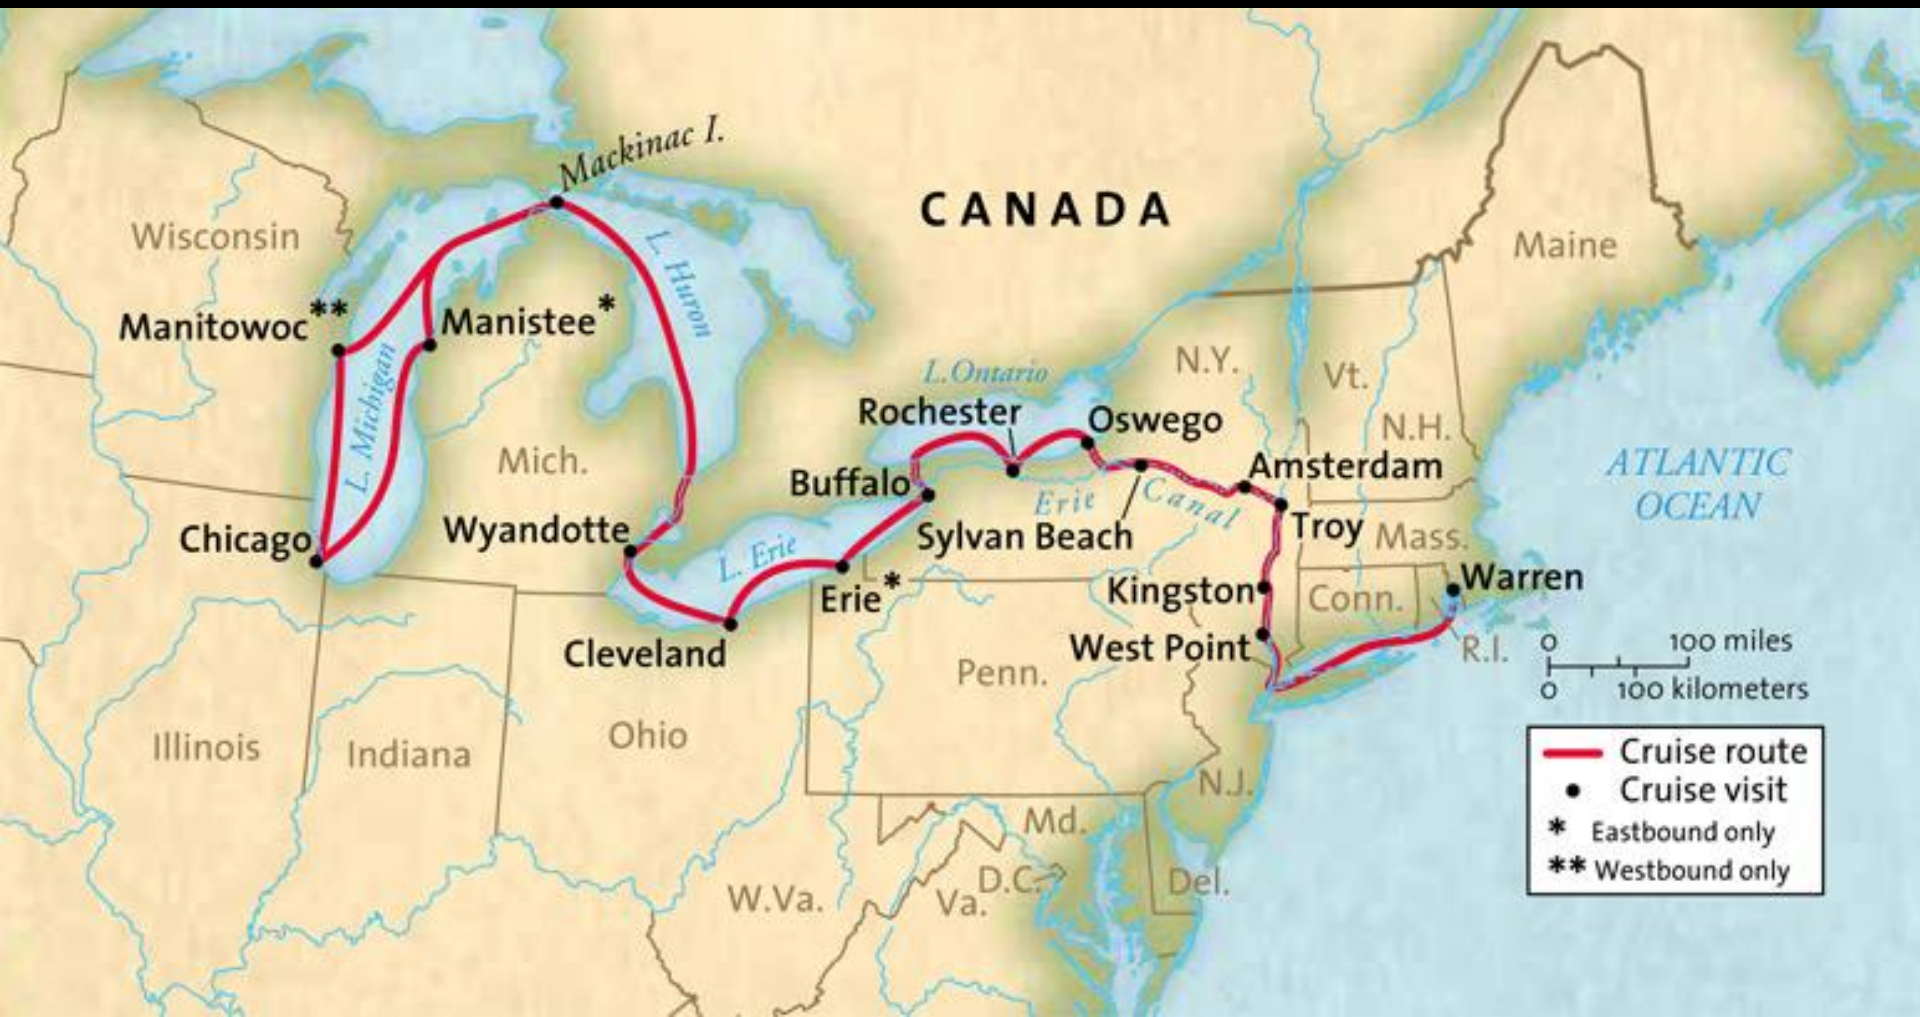 Mackinac I.
CANADA
Wisconsin
Maine
L. Huron
Manitowoc**
Manistee*
L. Michigan
N.Y.
Vt.
L.Ontario
Rochester
Oswego
N.H.
Mich.
Amsterdam
ATLANTIC
OCEAN
Buffalo
Erie Canal
Chicago
Wyandotte
Sylvan Beach
Troy
Mass.
L. Erie
Erie*
Kingston
Conn.
Warren
Cleveland
West Point
R.I.
0 100 miles
0 100 kilometers
Penn.
Illinois
Indiana
Ohio
N.J.
Cruise route
Cruise visit
* Eastbound only
** Westbound only
Md.
D.C.
Del.
W.Va.
Va.